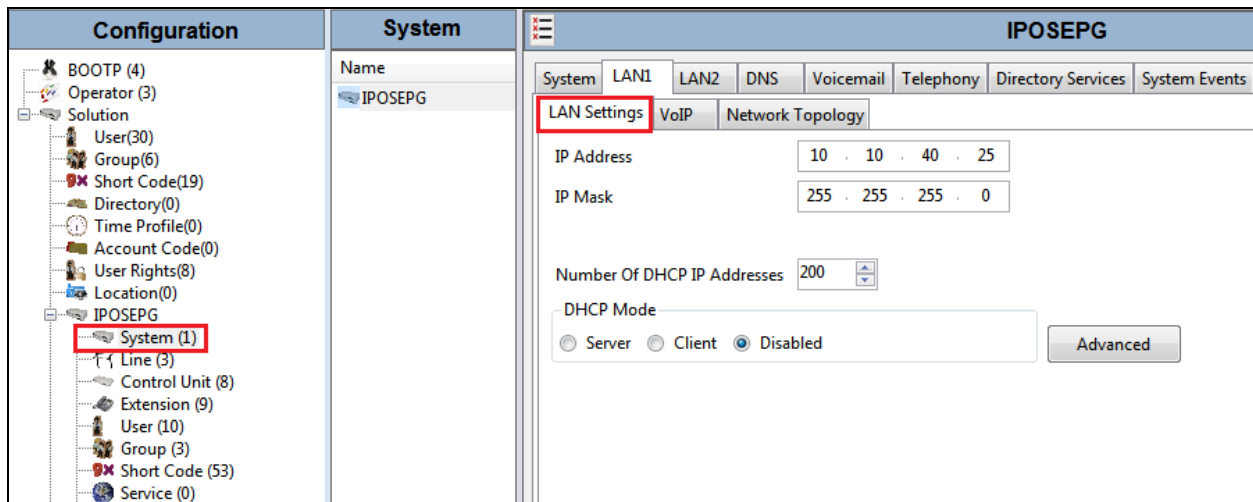 Configuration
BOOTP (4)
Operator (3)
Solution
User(30)
Group(6)
Short Code(19)
Directory(0)
Time Profile(0)
Account Code(0)
User Rights(8)
Location(0)
IPOSEPG
System (1)
Line (3)
Control Unit (8)
Extension (9)
User (10)
Group (3)
Short Code (53)
Service (0)
System
Name
IPOSEPG
IPOSEPG
System LAN1 LAN2 DNS Voicemail Telephony Directory Services System Events
LAN Settings VoIP Network Topology
IP Address 10 . 10 . 40 . 25
IP Mask 255 . 255 . 255 . 0
Number Of DHCP IP Addresses 200
DHCP Mode
Server Client Disabled Advanced